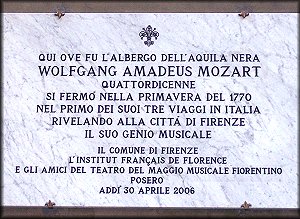 QUI OVE FU L'ALBERGO DELL'AQUILA NERA
WOLFGANG AMADEUS MOZART
QUATTORDICENNE
SI FERMÒ NELLA PRIMAVERA DEL 1770
NEL PRIMO DEI SUOI TRE VIAGGI IN ITALIA
RIVELANDO ALLA CITTÁ DI FIRENZE
IL SUO GENIO MUSICALE
IL COMUNE DI FIRENZE
L'INSTITUT FRANÇAIS DE FLORENCE
E GLI AMICI DEL TEATRO DEL MAGGIO MUSICALE FIORENTINO
POSERO
ADDÌ 30 APRILE 2006